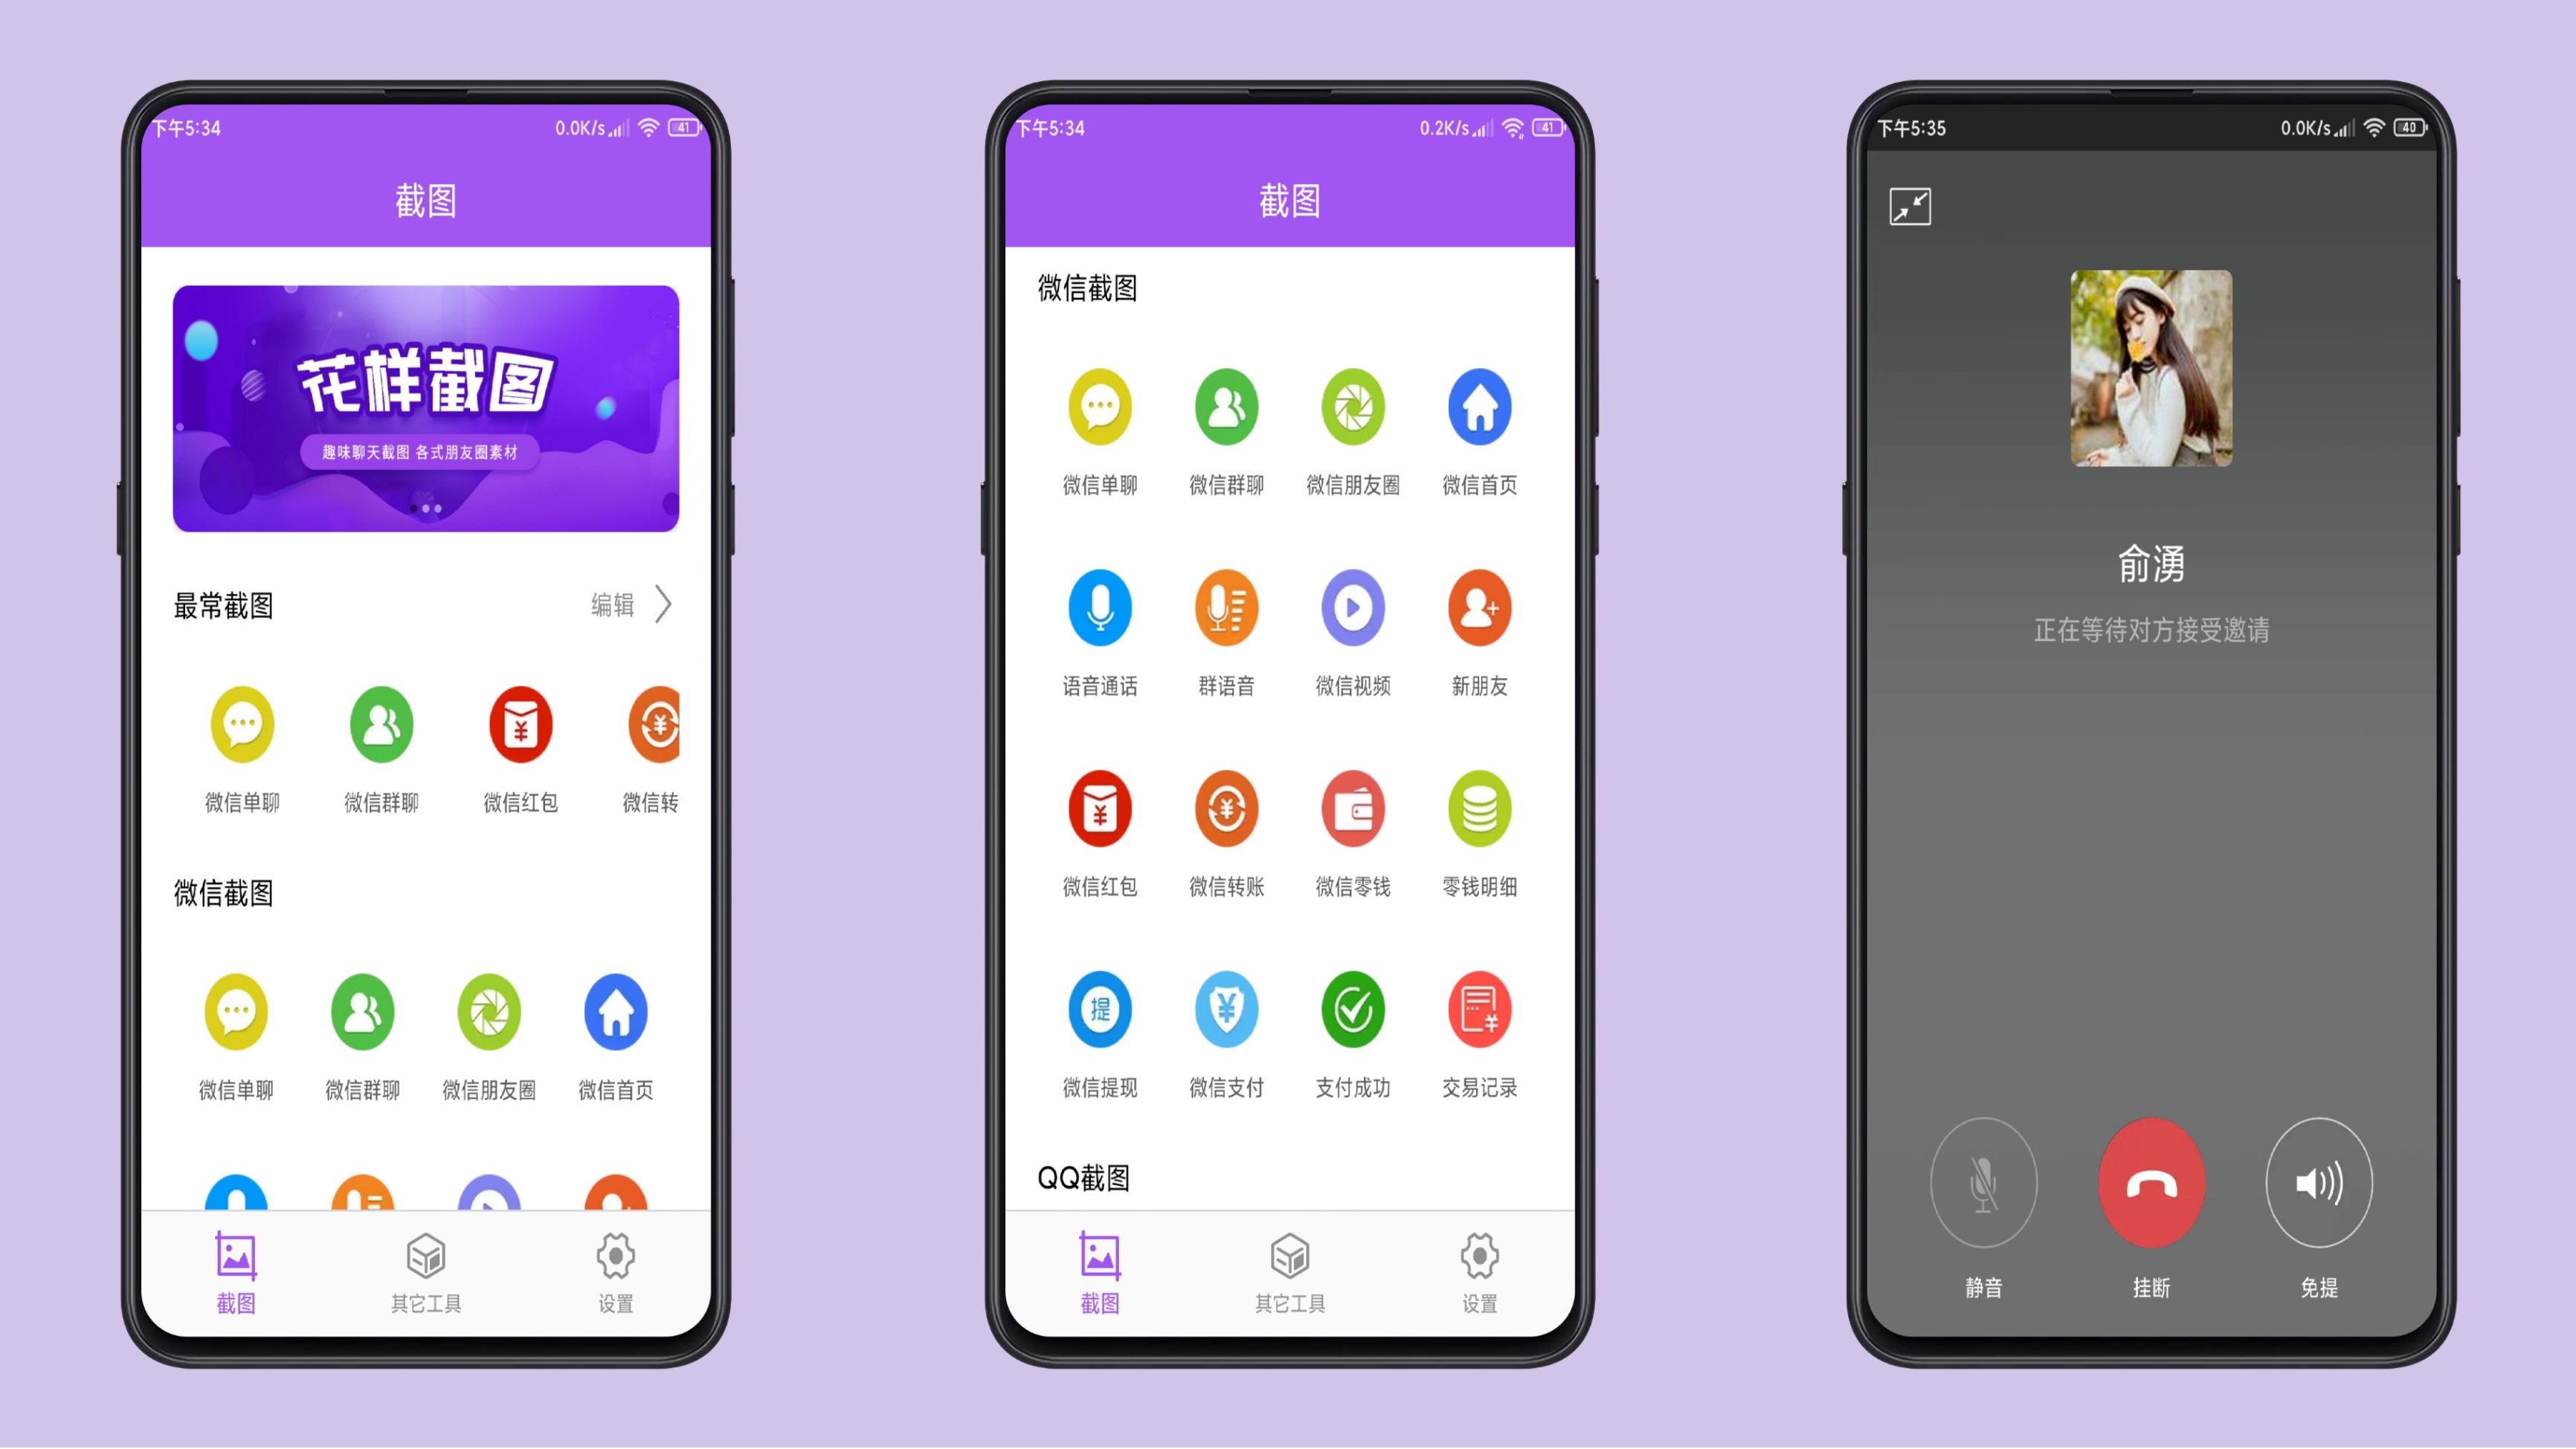 下午5:34
0.0K/s
41
截图
花样截图
趣味聊天截图 各式朋友圈素材
最常截图
编辑
微信单聊 微信群聊 微信红包 微信转
微信截图
微信单聊 微信群聊 微信朋友圈 微信首页
截图 其它工具 设置
下午5:34
0.2K/s
41
截图
微信截图
微信单聊 微信群聊 微信朋友圈 微信首页
语音通话 群语音 微信视频 新朋友
微信红包 微信转账 微信零钱 零钱明细
提
微信提现 微信支付 支付成功 交易记录
QQ截图
截图 其它工具 设置
下午5:35
0.0K/s
40
俞湧
正在等待对方接受邀请
静音 挂断 免提